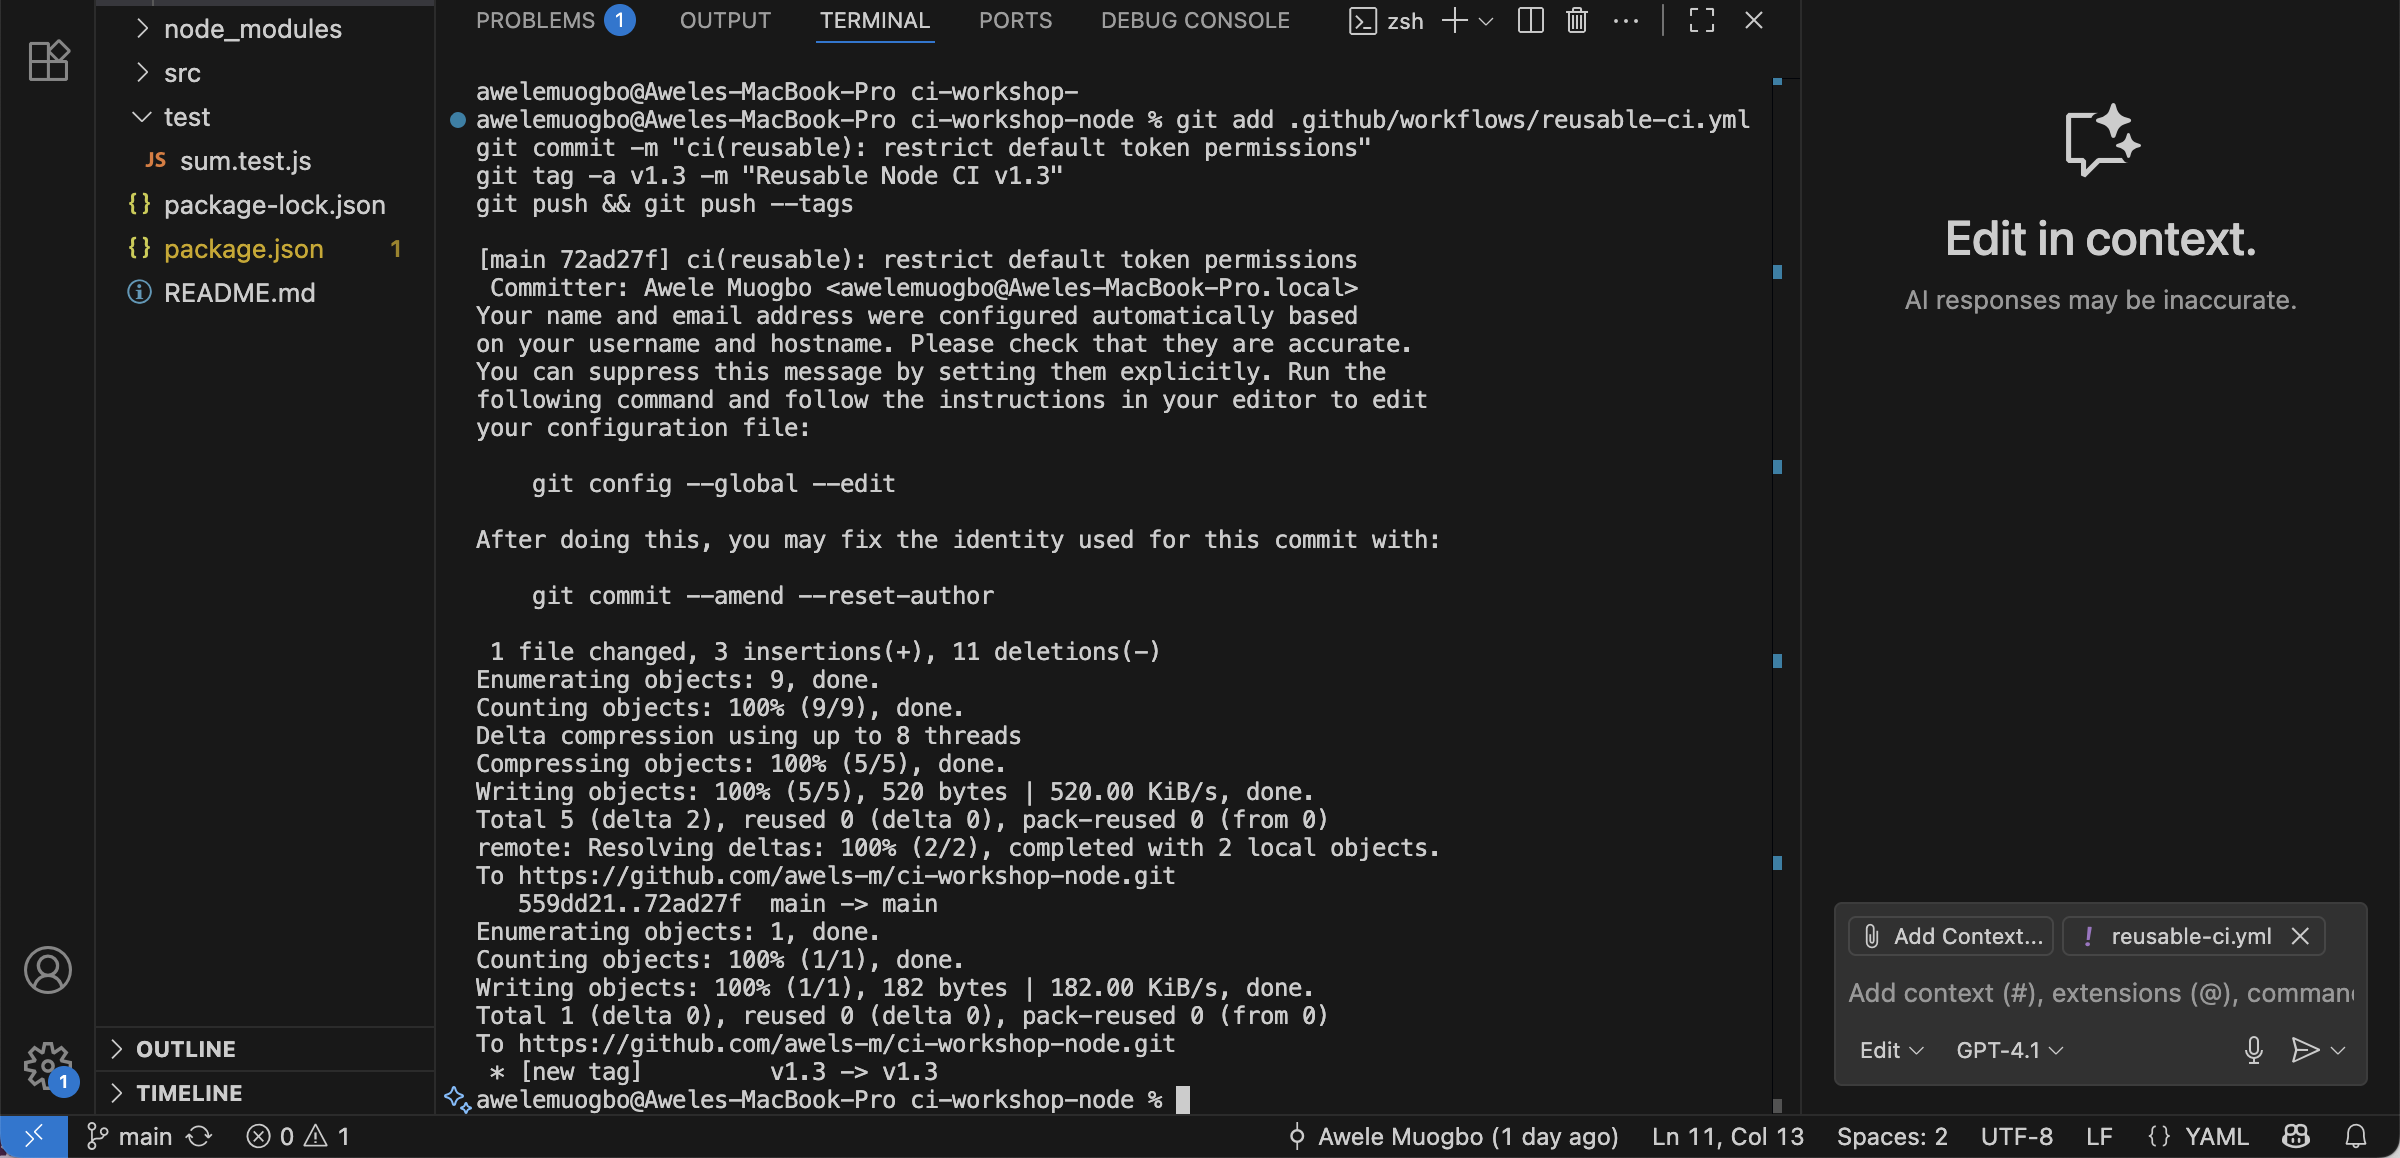 node_modules
src
test
JS sum.test.js
{} package-lock.json
{} package.json 1
README.md
OUTLINE
TIMELINE
1
PROBLEMS 1 OUTPUT TERMINAL PORTS DEBUG CONSOLE zsh
awelemuogbo@Aweles-MacBook-Pro ci-workshop-
awelemuogbo@Aweles-MacBook-Pro ci-workshop-node % git add .github/workflows/reusable-ci.yml
git commit -m "ci(reusable): restrict default token permissions"
git tag -a v1.3 -m "Reusable Node CI v1.3"
git push && git push --tags
[main 72ad27f] ci(reusable): restrict default token permissions
Committer: Awele Muogbo <awelemuogbo@Aweles-MacBook-Pro.local>
Your name and email address were configured automatically based
on your username and hostname. Please check that they are accurate.
You can suppress this message by setting them explicitly. Run the
following command and follow the instructions in your editor to edit
your configuration file:
git config --global --edit
After doing this, you may fix the identity used for this commit with:
git commit --amend --reset-author
1 file changed, 3 insertions(+), 11 deletions(-)
Enumerating objects: 9, done.
Counting objects: 100% (9/9), done.
Delta compression using up to 8 threads
Compressing objects: 100% (5/5), done.
Writing objects: 100% (5/5), 520 bytes | 520.00 KiB/s, done.
Total 5 (delta 2), reused 0 (delta 0), pack-reused 0 (from 0)
remote: Resolving deltas: 100% (2/2), completed with 2 local objects.
To https://github.com/awels-m/ci-workshop-node.git
559dd21..72ad27f  main -> main
Enumerating objects: 1, done.
Counting objects: 100% (1/1), done.
Writing objects: 100% (1/1), 182 bytes | 182.00 KiB/s, done.
Total 1 (delta 0), reused 0 (delta 0), pack-reused 0 (from 0)
To https://github.com/awels-m/ci-workshop-node.git
* [new tag]         v1.3 -> v1.3
awelemuogbo@Aweles-MacBook-Pro ci-workshop-node %
Edit in context.
AI responses may be inaccurate.
Add Context... ! reusable-ci.yml
Add context (#), extensions (@), comman
Edit GPT-4.1
main 0 1 Awele Muogbo (1 day ago) Ln 11, Col 13 Spaces: 2 UTF-8 LF {} YAML